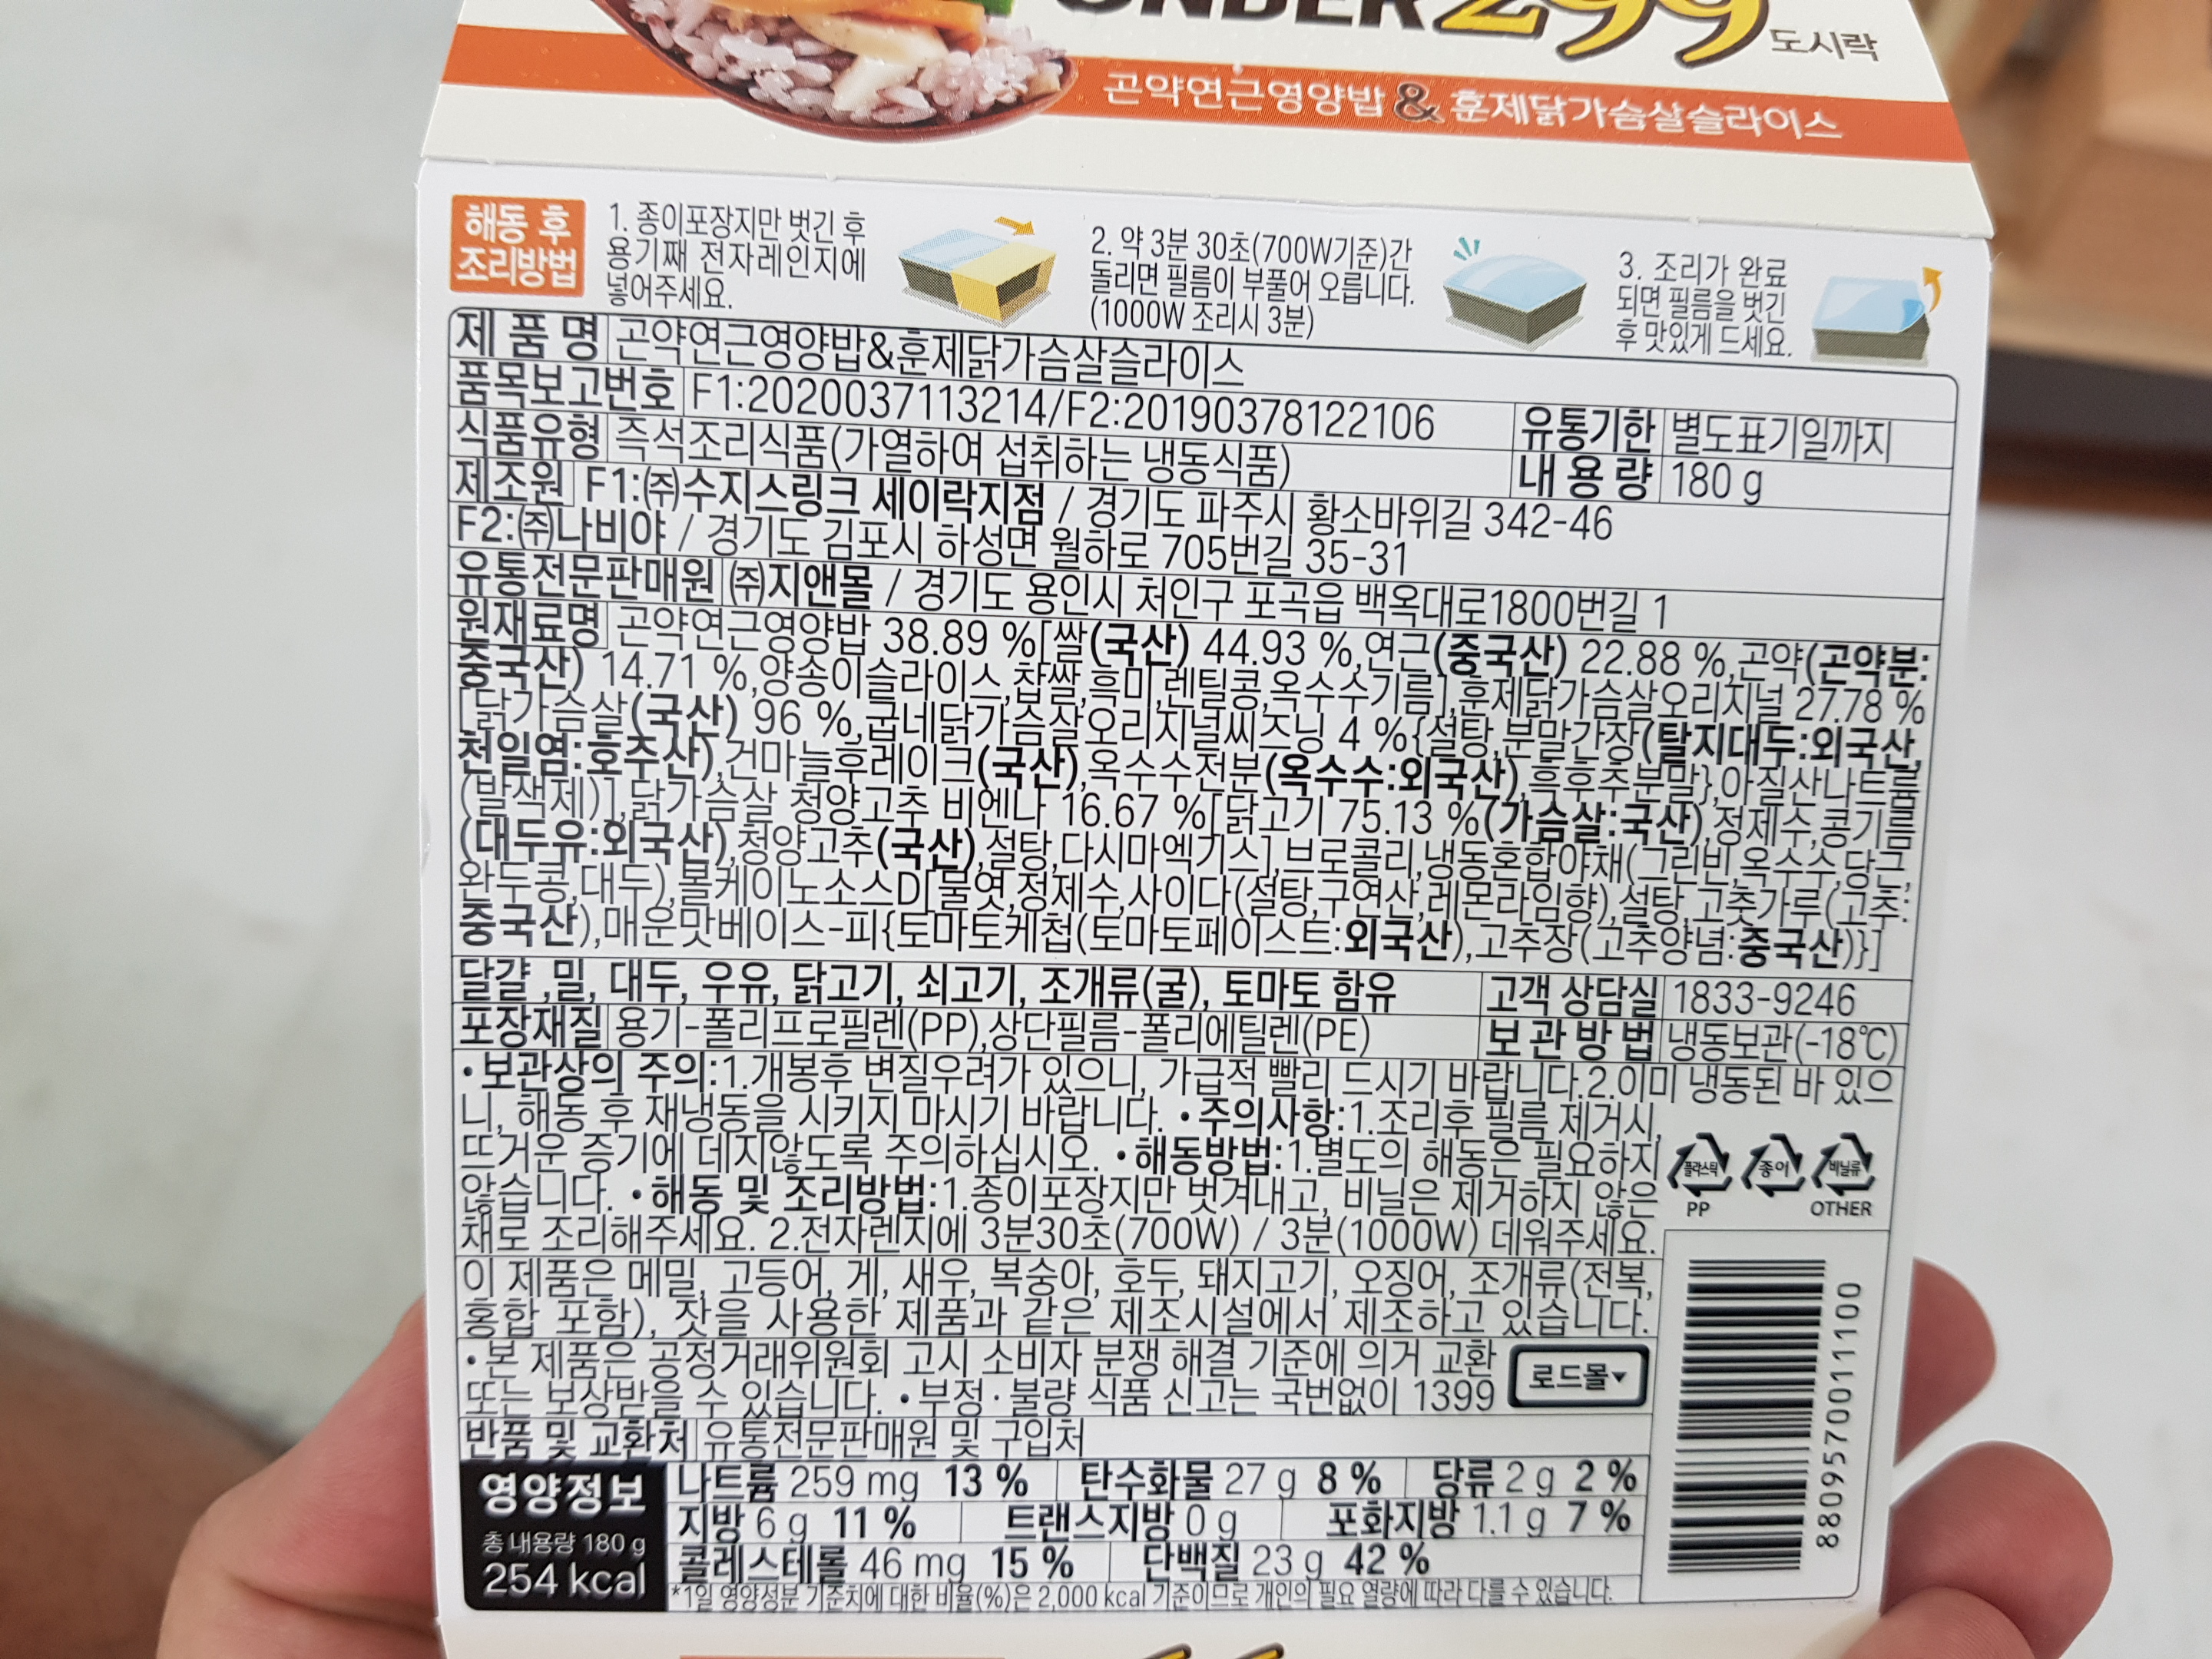 UNDER 299 도시락
곤약연근영양밥 & 훈제닭가슴살슬라이스
해동 후
조리방법
1. 종이포장지만 벗긴 후
용기째 전자레인지에
넣어주세요.
2. 약 3분 30초(700W기준)간
돌리면 필름이 부풀어 오릅니다.
(1000W 조리시 3분)
3. 조리가 완료
되면 필름을 벗긴
후 맛있게 드세요.
제 품 명 곤약연근영양밥&훈제닭가슴살슬라이스
품목보고번호 F1:2020037113214/F2:20190378122106 유통기한 별도표기일까지
식품유형 즉석조리식품(가열하여 섭취하는 냉동식품) 내 용 량 180 g
제조원 F1:㈜수지스링크 세이락지점 / 경기도 파주시 황소바위길 342-46
F2:㈜나비야 / 경기도 김포시 하성면 월하로 705번길 35-31
유통전문판매원 ㈜지앤몰 / 경기도 용인시 처인구 포곡읍 백옥대로1800번길 1
원재료명 곤약연근영양밥 38.89 %[쌀(국산) 44.93 %,연근(중국산) 22.88 %,곤약(곤약분:
중국산) 14.71 %,양송이슬라이스,찹쌀,흑미,렌틸콩,옥수수기름],훈제닭가슴살오리지널 27.78 %
[닭가슴살(국산) 96 %,굽네닭가슴살오리지널씨즈닝 4 %{설탕,분말간장(탈지대두:외국산,
천일염:호주산),건마늘후레이크(국산),옥수수전분(옥수수:외국산),흑후추분말},아질산나트륨
(발색제)],닭가슴살 청양고추 비엔나 16.67 %[닭고기 75.13 %(가슴살:국산),정제수,콩기름
(대두유:외국산),청양고추(국산),설탕,다시마엑기스],브로콜리,냉동혼합야채(그린빈,옥수수,당근,
완두콩,대두),볼케이노소스D[물엿,정제수,사이다(설탕,구연산,레몬라임향),설탕,고춧가루(고추:
중국산),매운맛베이스-피{토마토케첩(토마토페이스트:외국산),고추장(고추양념:중국산)}]
달걀 ,밀, 대두, 우유, 닭고기, 쇠고기, 조개류(굴), 토마토 함유 고객 상담실 1833-9246
포장재질 용기-폴리프로필렌(PP),상단필름-폴리에틸렌(PE) 보 관 방 법 냉동보관(-18℃)
•보관상의 주의:1.개봉후 변질우려가 있으니, 가급적 빨리 드시기 바랍니다.2.이미 냉동된 바 있으
니, 해동 후 재냉동을 시키지 마시기 바랍니다. •주의사항:1.조리후 필름 제거시,
뜨거운 증기에 데지않도록 주의하십시오. •해동방법:1.별도의 해동은 필요하지
않습니다. •해동 및 조리방법:1.종이포장지만 벗겨내고, 비닐은 제거하지 않은
채로 조리해주세요. 2.전자렌지에 3분30초(700W) / 3분(1000W) 데워주세요.
플라스틱 종이 비닐류
PP OTHER
이 제품은 메밀, 고등어, 게, 새우, 복숭아, 호두, 돼지고기, 오징어, 조개류(전복,
홍합 포함), 잣을 사용한 제품과 같은 제조시설에서 제조하고 있습니다.
•본 제품은 공정거래위원회 고시 소비자 분쟁 해결 기준에 의거 교환
또는 보상받을 수 있습니다. •부정·불량 식품 신고는 국번없이 1399
로드몰▼
반품 및 교환처 유통전문판매원 및 구입처
영양정보
총 내용량 180 g
254 kcal
나트륨 259 mg 13 % 탄수화물 27 g 8 % 당류 2 g 2 %
지방 6 g 11 % 트랜스지방 0 g 포화지방 1.1 g 7 %
콜레스테롤 46 mg 15 % 단백질 23 g 42 %
*1일 영양성분 기준치에 대한 비율(%)은 2,000 kcal 기준이므로 개인의 필요 열량에 따라 다를 수 있습니다.
8809570011100